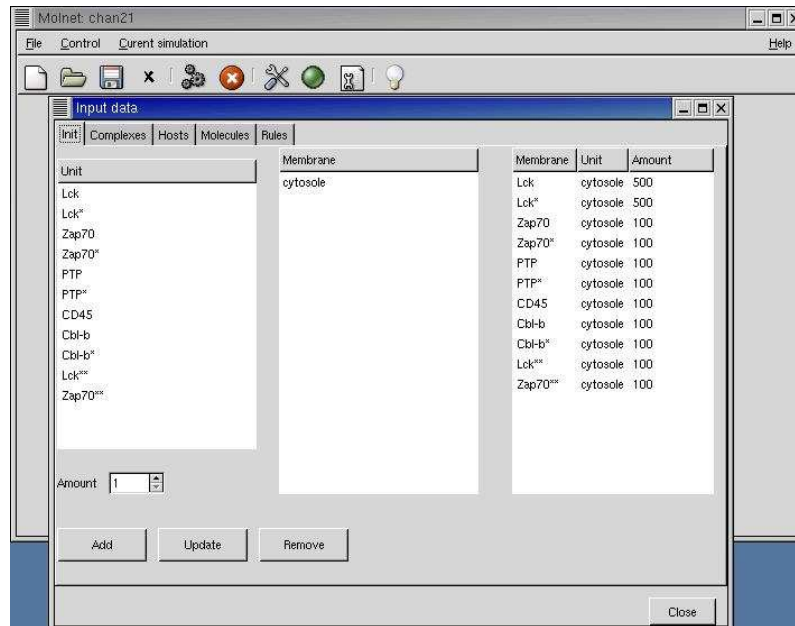 Molnet: chan21
File Control Curent simulation Help
Input data
Init Complexes Hosts Molecules Rules
Unit
Lck
Lck*
Zap70
Zap70*
PTP
PTP*
CD45
Cbl-b
Cbl-b*
Lck**
Zap70**
Membrane
cytosole
Membrane Unit Amount
Lck cytosole 500
Lck* cytosole 500
Zap70 cytosole 100
Zap70* cytosole 100
PTP cytosole 100
PTP* cytosole 100
CD45 cytosole 100
Cbl-b cytosole 100
Cbl-b* cytosole 100
Lck** cytosole 100
Zap70** cytosole 100
Amount 1
Add Update Remove
Close